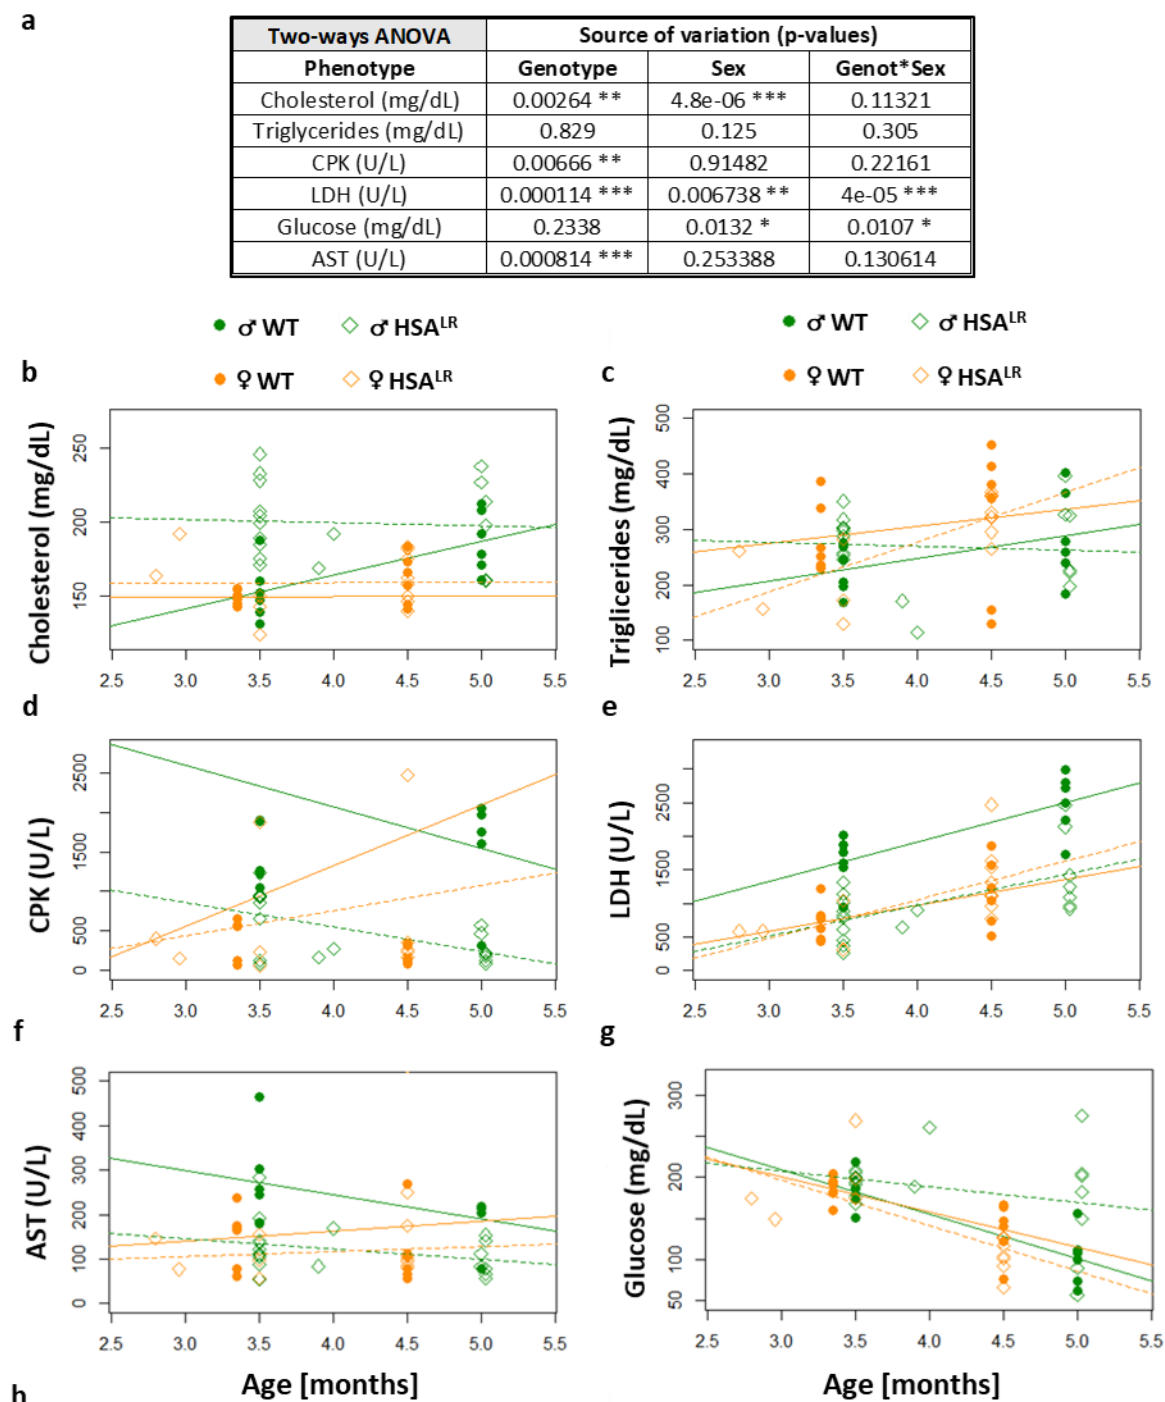 a
Two-ways ANOVA Source of variation (p-values)
Phenotype Genotype Sex Genot*Sex
Cholesterol (mg/dL) 0.00264 ** 4.8e-06 *** 0.11321
Triglycerides (mg/dL) 0.829 0.125 0.305
CPK (U/L) 0.00666 ** 0.91482 0.22161
LDH (U/L) 0.000114 *** 0.006738 ** 4e-05 ***
Glucose (mg/dL) 0.2338 0.0132 * 0.0107 *
AST (U/L) 0.000814 *** 0.253388 0.130614
♂ WT ♂ HSALR
♀ WT ♀ HSALR
♂ WT ♂ HSALR
♀ WT ♀ HSALR
b
Cholesterol (mg/dL)
250
200
150
2.5 3.0 3.5 4.0 4.5 5.0 5.5
c
Triglicerides (mg/dL)
500
400
300
200
100
2.5 3.0 3.5 4.0 4.5 5.0 5.5
d
CPK (U/L)
2500
1500
500
0
2.5 3.0 3.5 4.0 4.5 5.0 5.5
e
LDH (U/L)
2500
1500
500
0
2.5 3.0 3.5 4.0 4.5 5.0 5.5
f
AST (U/L)
500
400
300
200
100
0
2.5 3.0 3.5 4.0 4.5 5.0 5.5
Age [months]
g
Glucose (mg/dL)
300
200
100
50
2.5 3.0 3.5 4.0 4.5 5.0 5.5
Age [months]
h